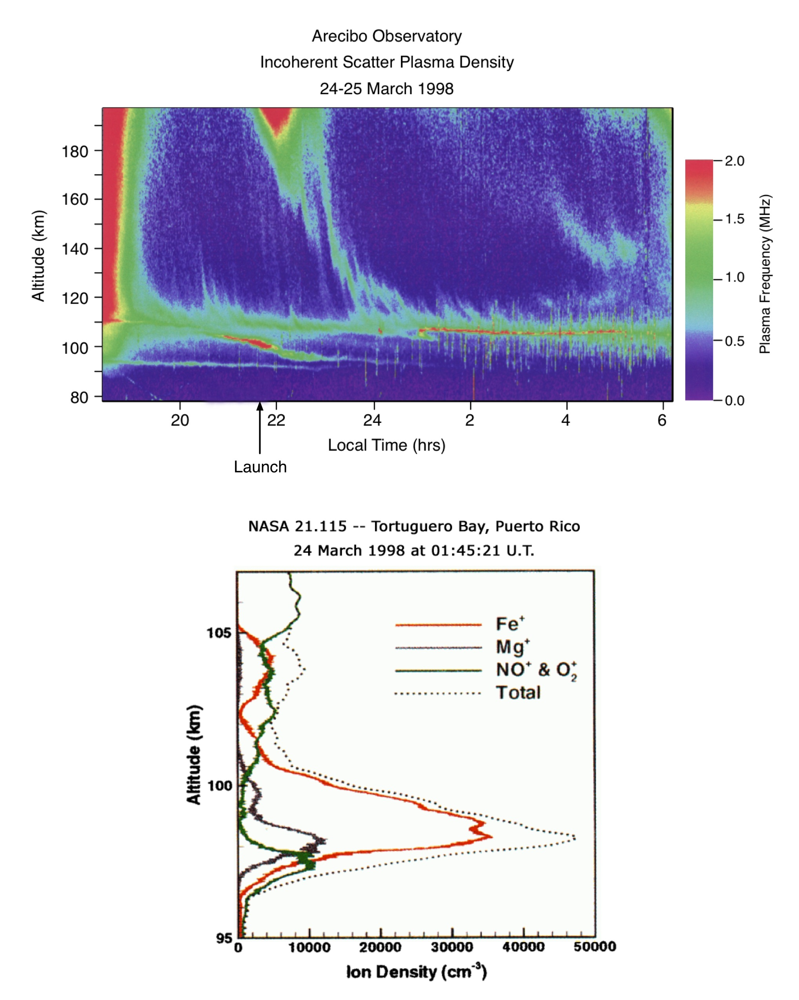 Arecibo Observatory
Incoherent Scatter Plasma Density
24-25 March 1998
Altitude (km)
180
160
140
120
100
80
20
22
24
2
4
6
Local Time (hrs)
Launch
2.0
1.5
1.0
0.5
0.0
Plasma Frequency (MHz)
NASA 21.115 -- Tortuguero Bay, Puerto Rico
24 March 1998 at 01:45:21 U.T.
Altitude (km)
105
100
95
Fe⁺
Mg⁺
NO⁺ & O₂⁺
Total
0
10000
20000
30000
40000
50000
Ion Density (cm⁻³)